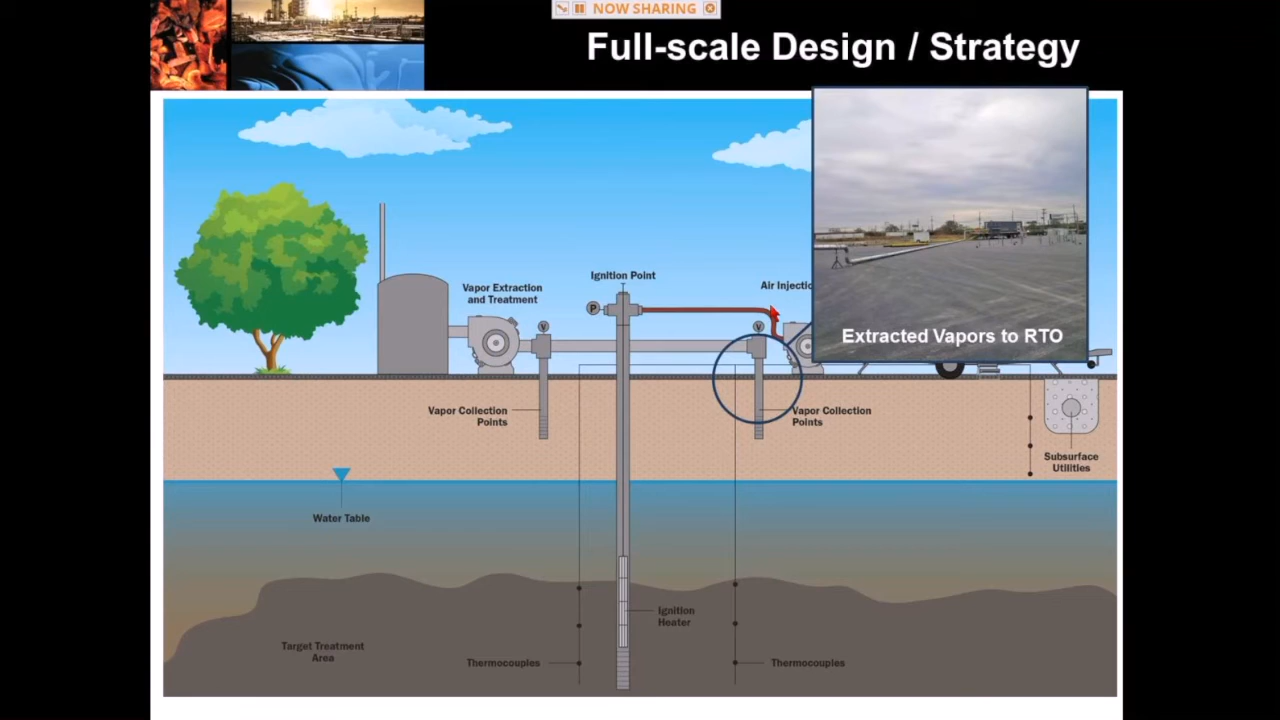 NOW SHARING
Full-scale Design / Strategy
Ignition Point
Vapor Extraction
and Treatment
Air Injectio
P
V
V
Extracted Vapors to RTO
Vapor Collection
Points
Vapor Collection
Points
Subsurface
Utilities
Water Table
Ignition
Heater
Target Treatment
Area
Thermocouples
Thermocouples